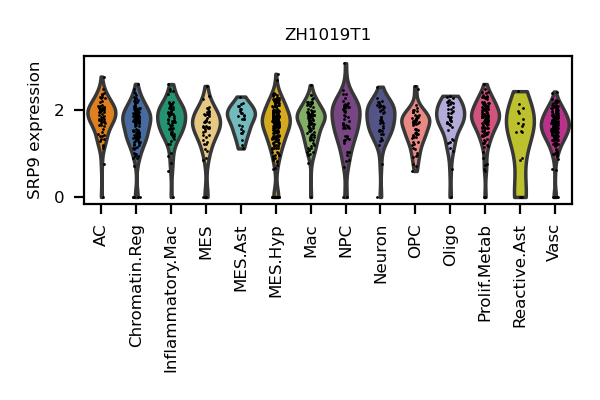 ZH1019T1
SRP9 expression
2
0
AC
Chromatin.Reg
Inflammatory.Mac
MES
MES.Ast
MES.Hyp
Mac
NPC
Neuron
OPC
Oligo
Prolif.Metab
Reactive.Ast
Vasc